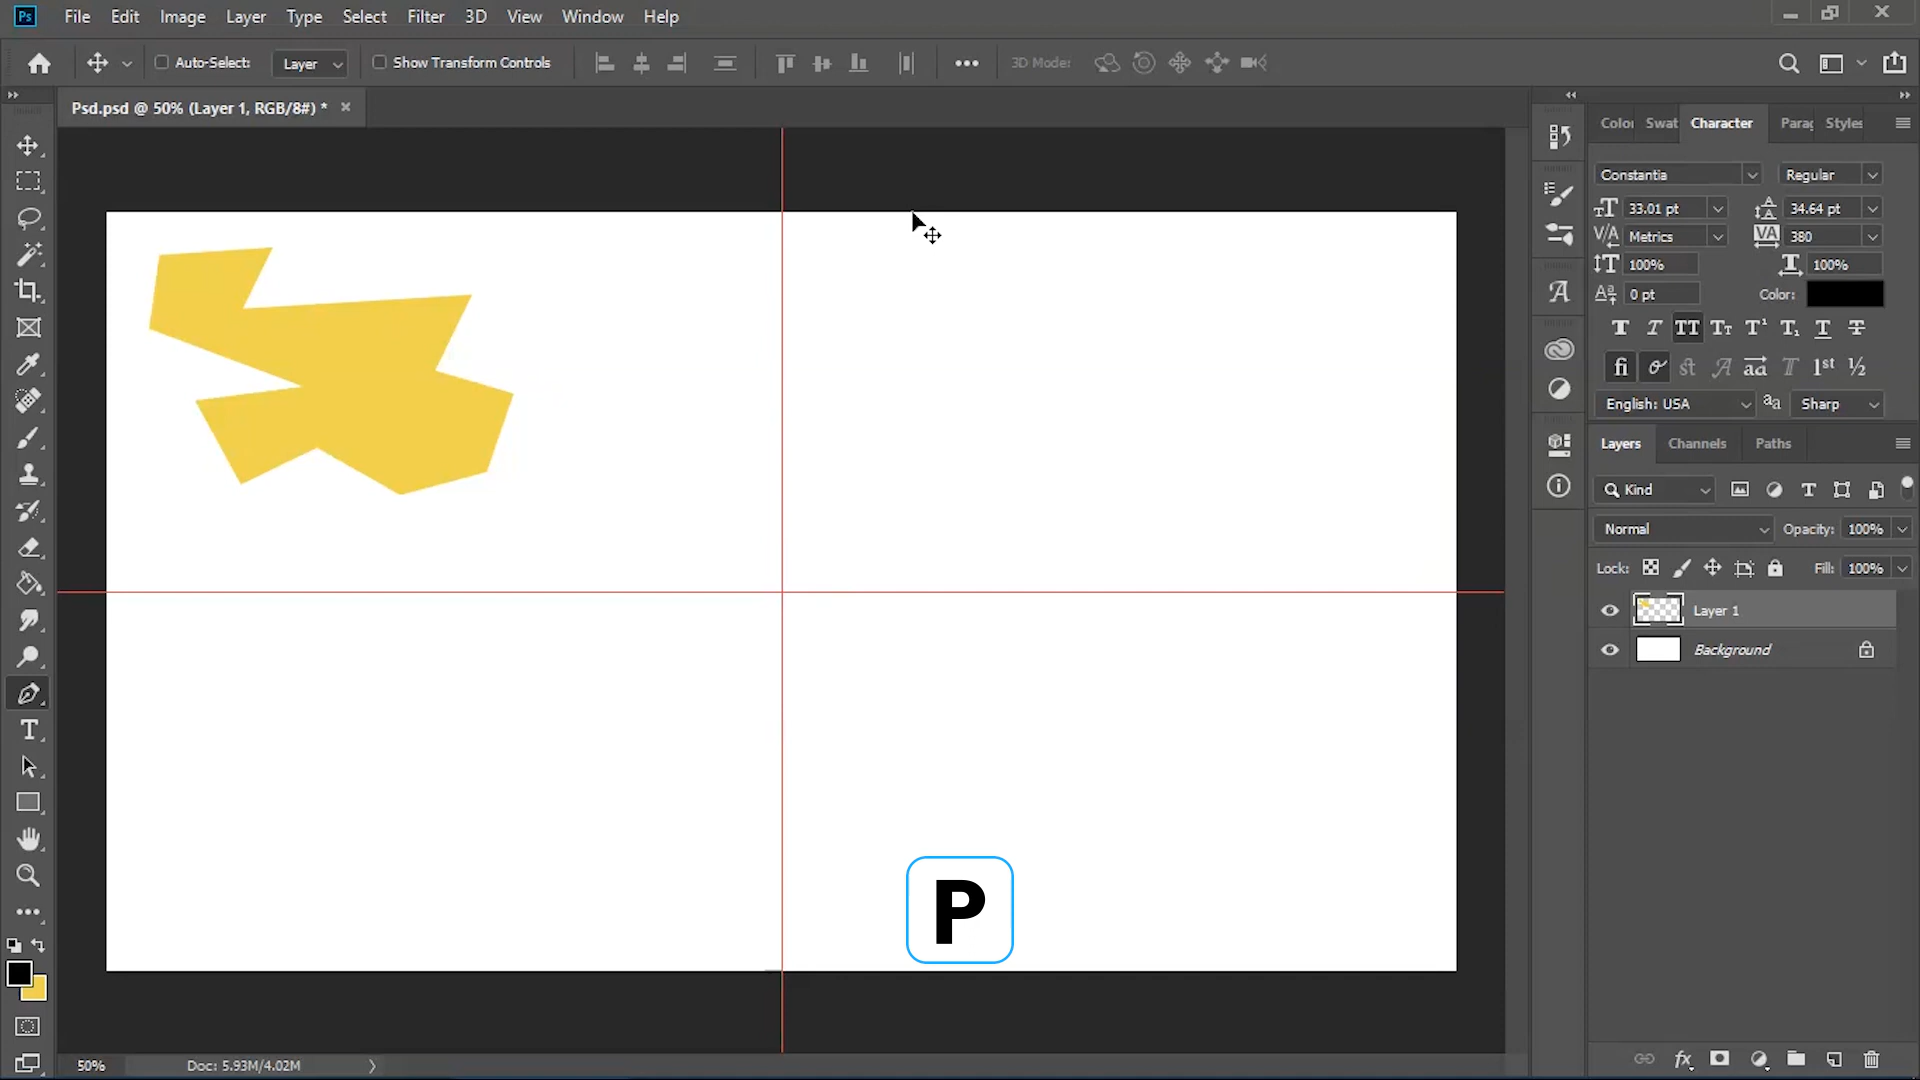 Ps File Edit Image Layer Type Select Filter 3D View Window Help
Auto-Select: Layer Show Transform Controls 3D Mode:
Psd.psd @ 50% (Layer 1, RGB/8#) *
Swat Character Styles
Constantia Regular
33.01 pt 34.64 pt
Metrics 380
100% 100%
0 pt Color:
English: USA Sharp
Layers Channels Paths
Kind
Normal Opacity: 100%
Lock: Fill: 100%
Layer 1
Background
P
50% Doc: 5.93M/4.02M